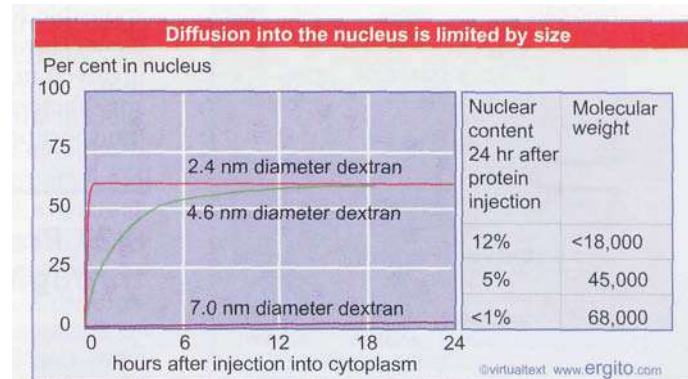 Diffusion into the nucleus is limited by size
Per cent in nucleus
100
75
50
25
0
2.4 nm diameter dextran
4.6 nm diameter dextran
7.0 nm diameter dextran
0 6 12 18 24
hours after injection into cytoplasm
Nuclear
content
24 hr after
protein
injection
Molecular
weight
12% <18,000
5% 45,000
<1% 68,000
©virtualtext www.ergito.com